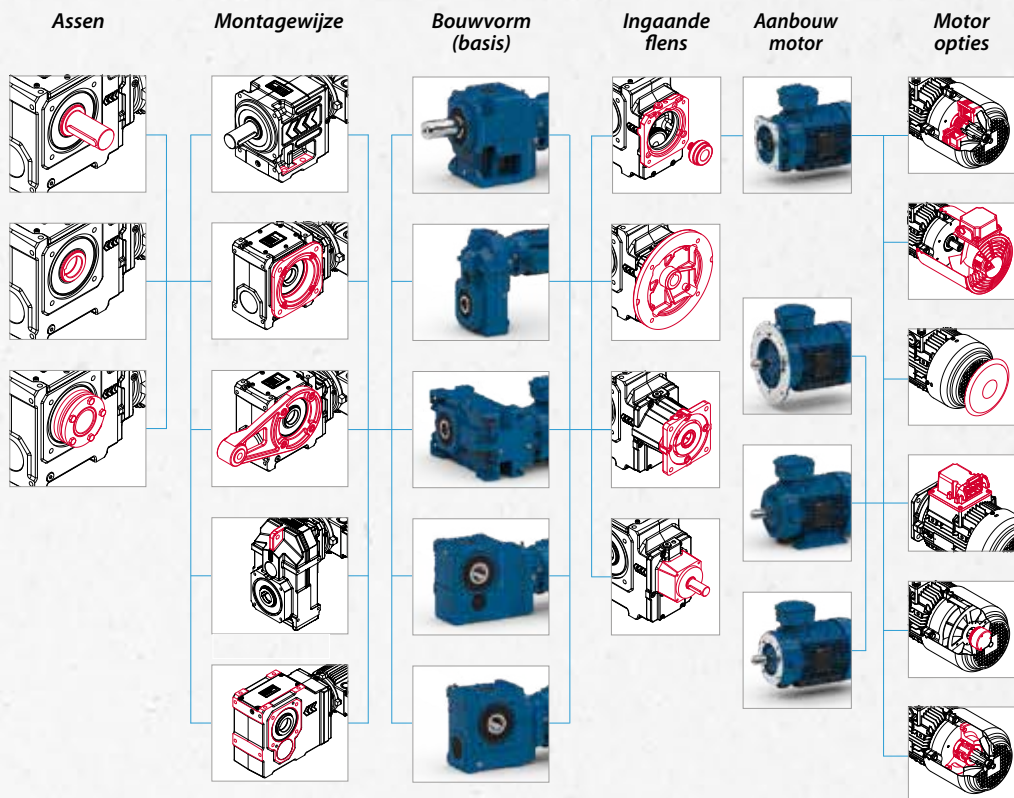 Assen
Montagewijze
Bouwvorm
(basis)
Ingaande
flens
Aanbouw
motor
Motor
opties